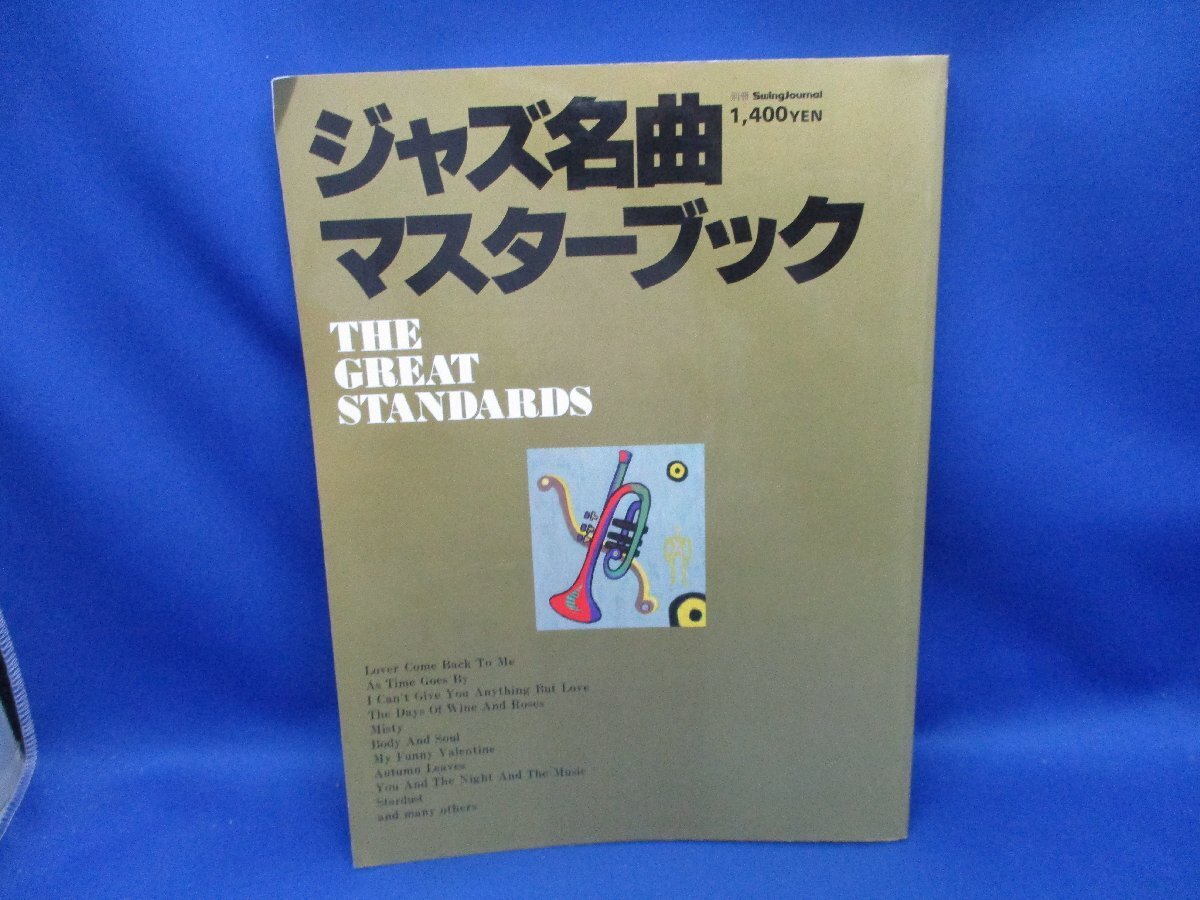 ジャズ名曲
マスターブック
別冊 SwingJournal
1,400YEN
THE
GREAT
STANDARDS
Lover Come Back To Me
As Time Goes By
I Can't Give You Anything But Love
The Days Of Wine And Roses
Misty
Body And Soul
My Funny Valentine
Autumn Leaves
You And The Night And The Music
Stardust
and many others